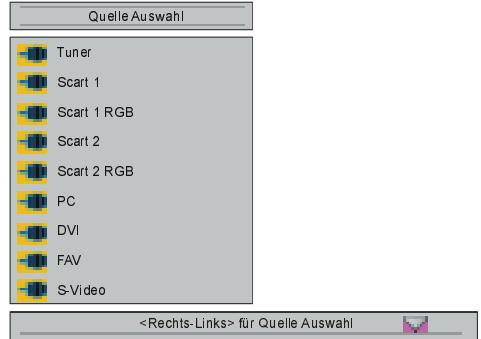 Quelle Auswahl
Tuner
Scart 1
Scart 1 RGB
Scart 2
Scart 2 RGB
PC
DVI
FAV
S-Video
<Rechts-Links> für Quelle Auswahl